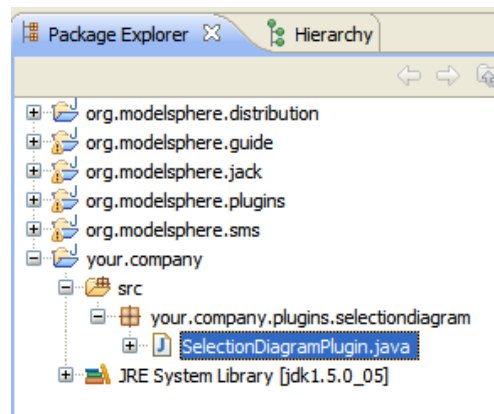 Package Explorer Hierarchy
org.modelsphere.distribution
org.modelsphere.guide
org.modelsphere.jack
org.modelsphere.plugins
org.modelsphere.sms
your.company
src
your.company.plugins.selectiondiagram
SelectionDiagramPlugin.java
JRE System Library [jdk1.5.0_05]